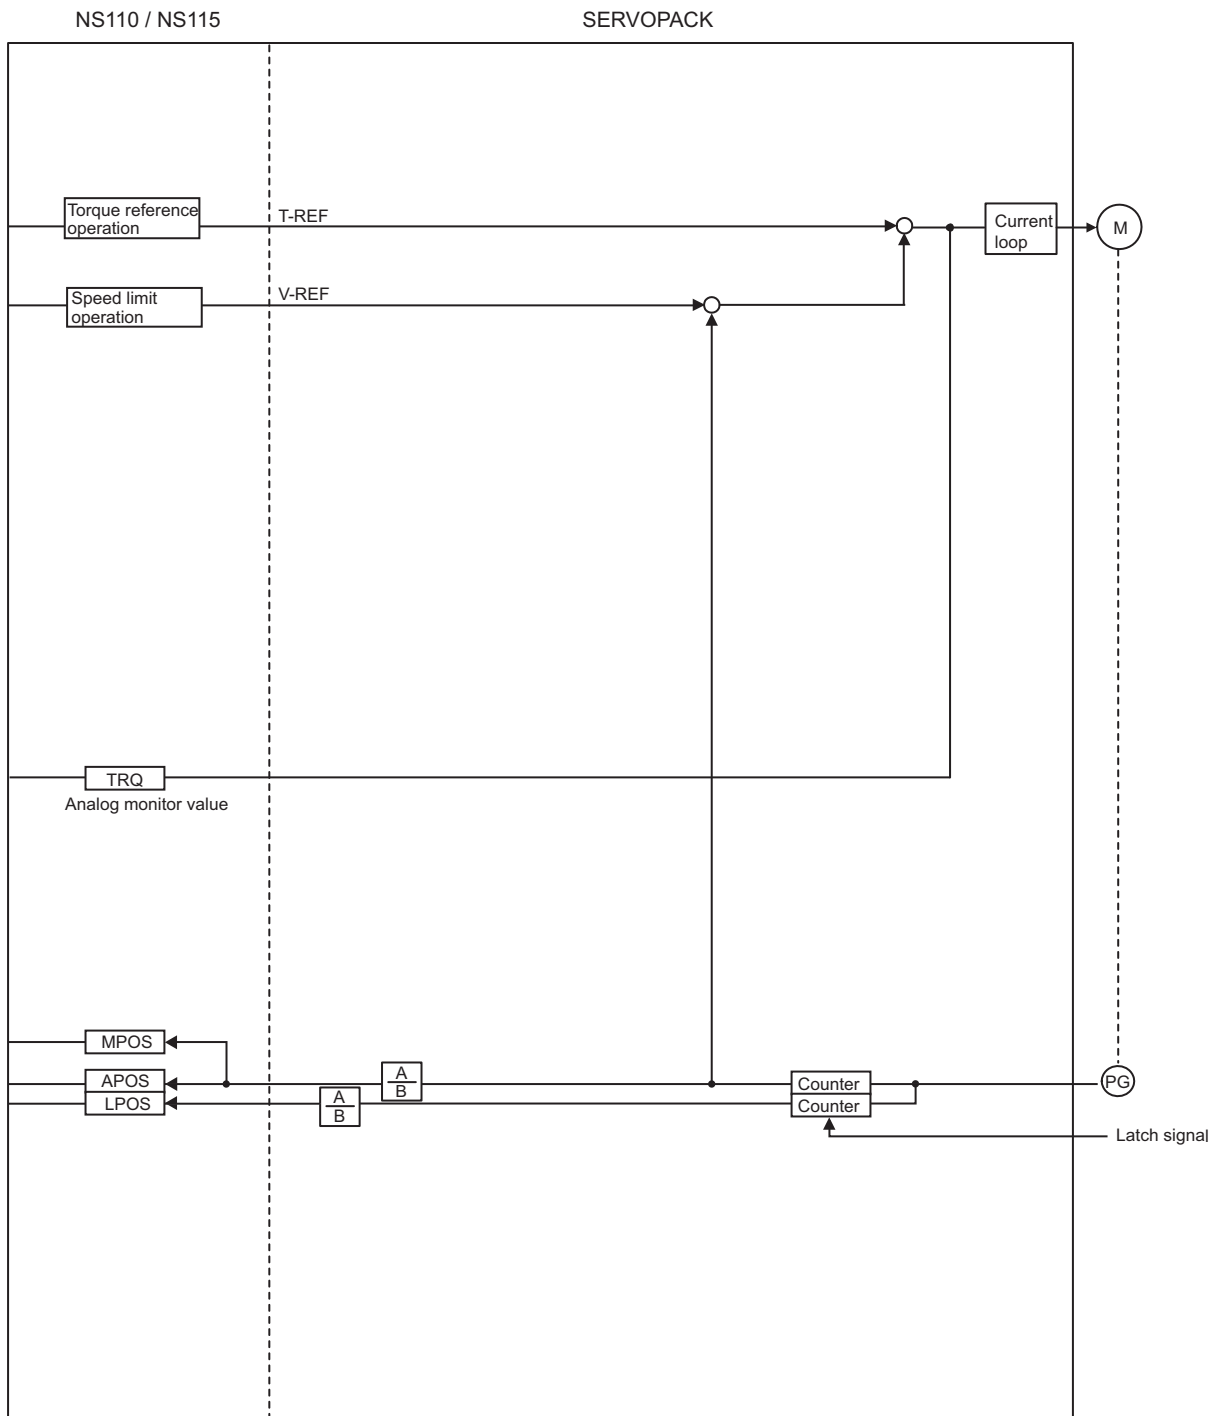 NS110 / NS115
SERVOPACK
Torque reference
operation
T-REF
Current
loop
M
Speed limit
operation
V-REF
TRQ
Analog monitor value
MPOS
APOS
A
B
Counter
PG
LPOS
A
B
Counter
Latch signal